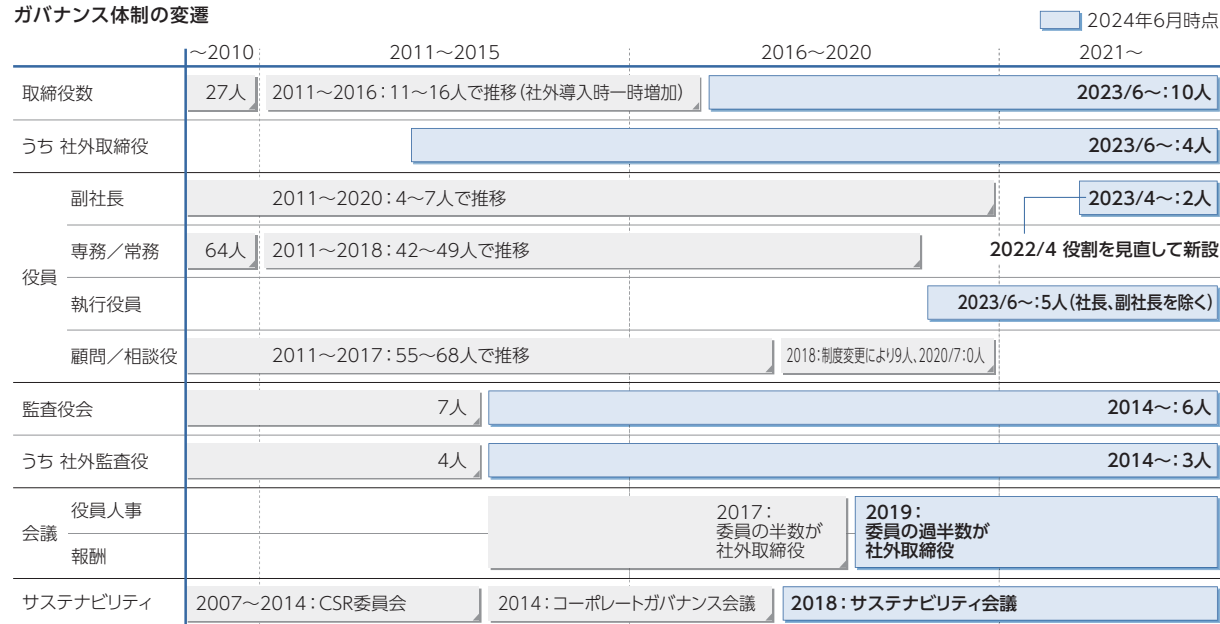 ガバナンス体制の変遷
2024年6月時点
～2010 2011～2015 2016～2020 2021～
取締役数 27人 2011～2016：11～16人で推移（社外導入時一時増加） 2023/6～：10人
うち 社外取締役 2023/6～：4人
副社長 2011～2020：4～7人で推移 2023/4～：2人
専務／常務 64人 2011～2018：42～49人で推移 2022/4 役割を見直して新設
役員
執行役員 2023/6～：5人（社長、副社長を除く）
顧問／相談役 2011～2017：55～68人で推移 2018：制度変更により9人、2020/7：0人
監査役会 7人 2014～：6人
うち 社外監査役 4人 2014～：3人
会議
役員人事
報酬
2017：
委員の半数が
社外取締役
2019：
委員の過半数が
社外取締役
サステナビリティ 2007～2014：CSR委員会 2014：コーポレートガバナンス会議 2018：サステナビリティ会議